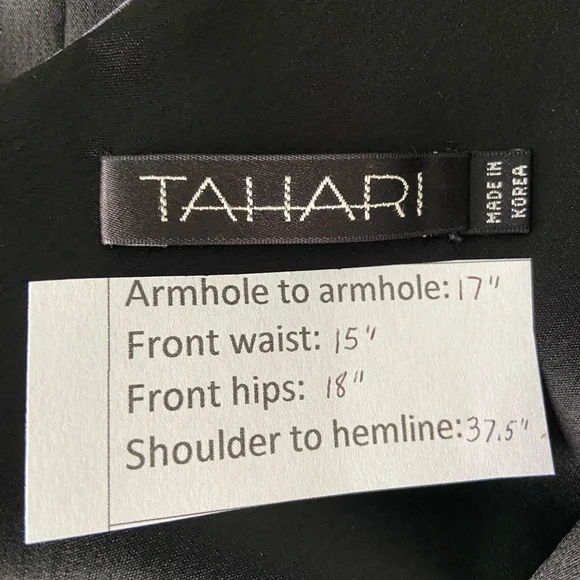 TAHARI
MADE IN
KOREA
Armhole to armhole: 17"
Front waist: 15"
Front hips: 18"
Shoulder to hemline: 37.5"